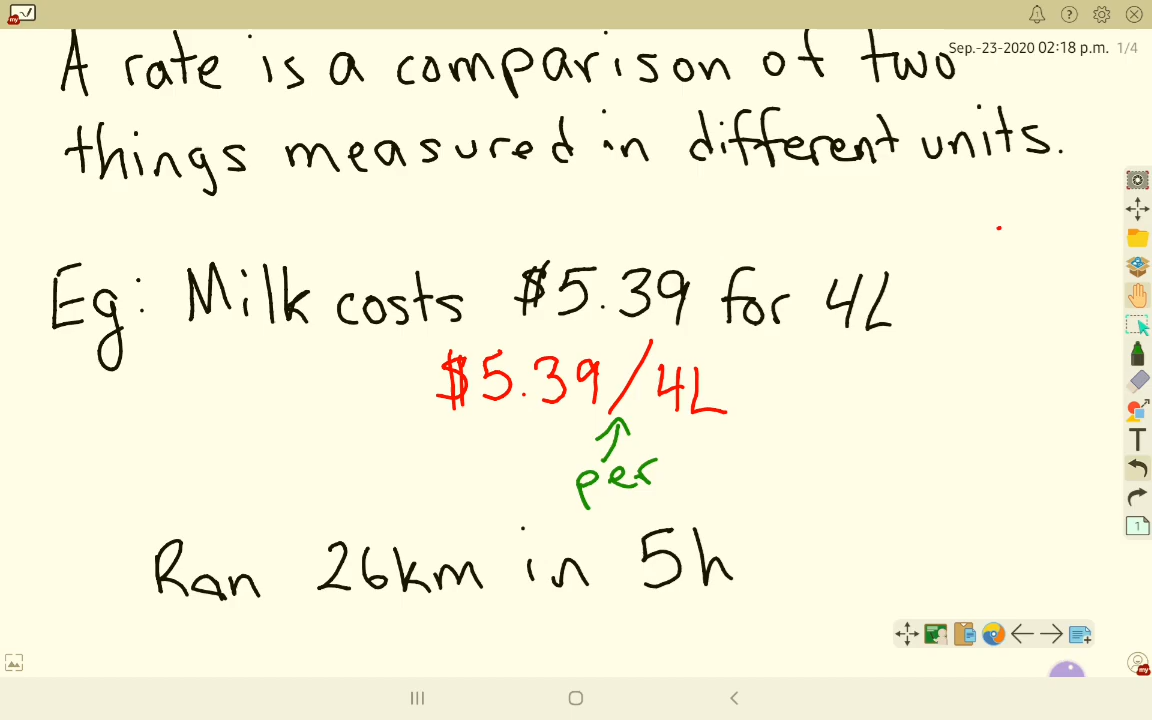 Sep.-23-2020 02:18 p.m. 1/4
A rate is a comparison of two
things measured in different units.
Eg: Milk costs $5.39 for 4L
$5.39/4L
per
Ran 26km in 5h